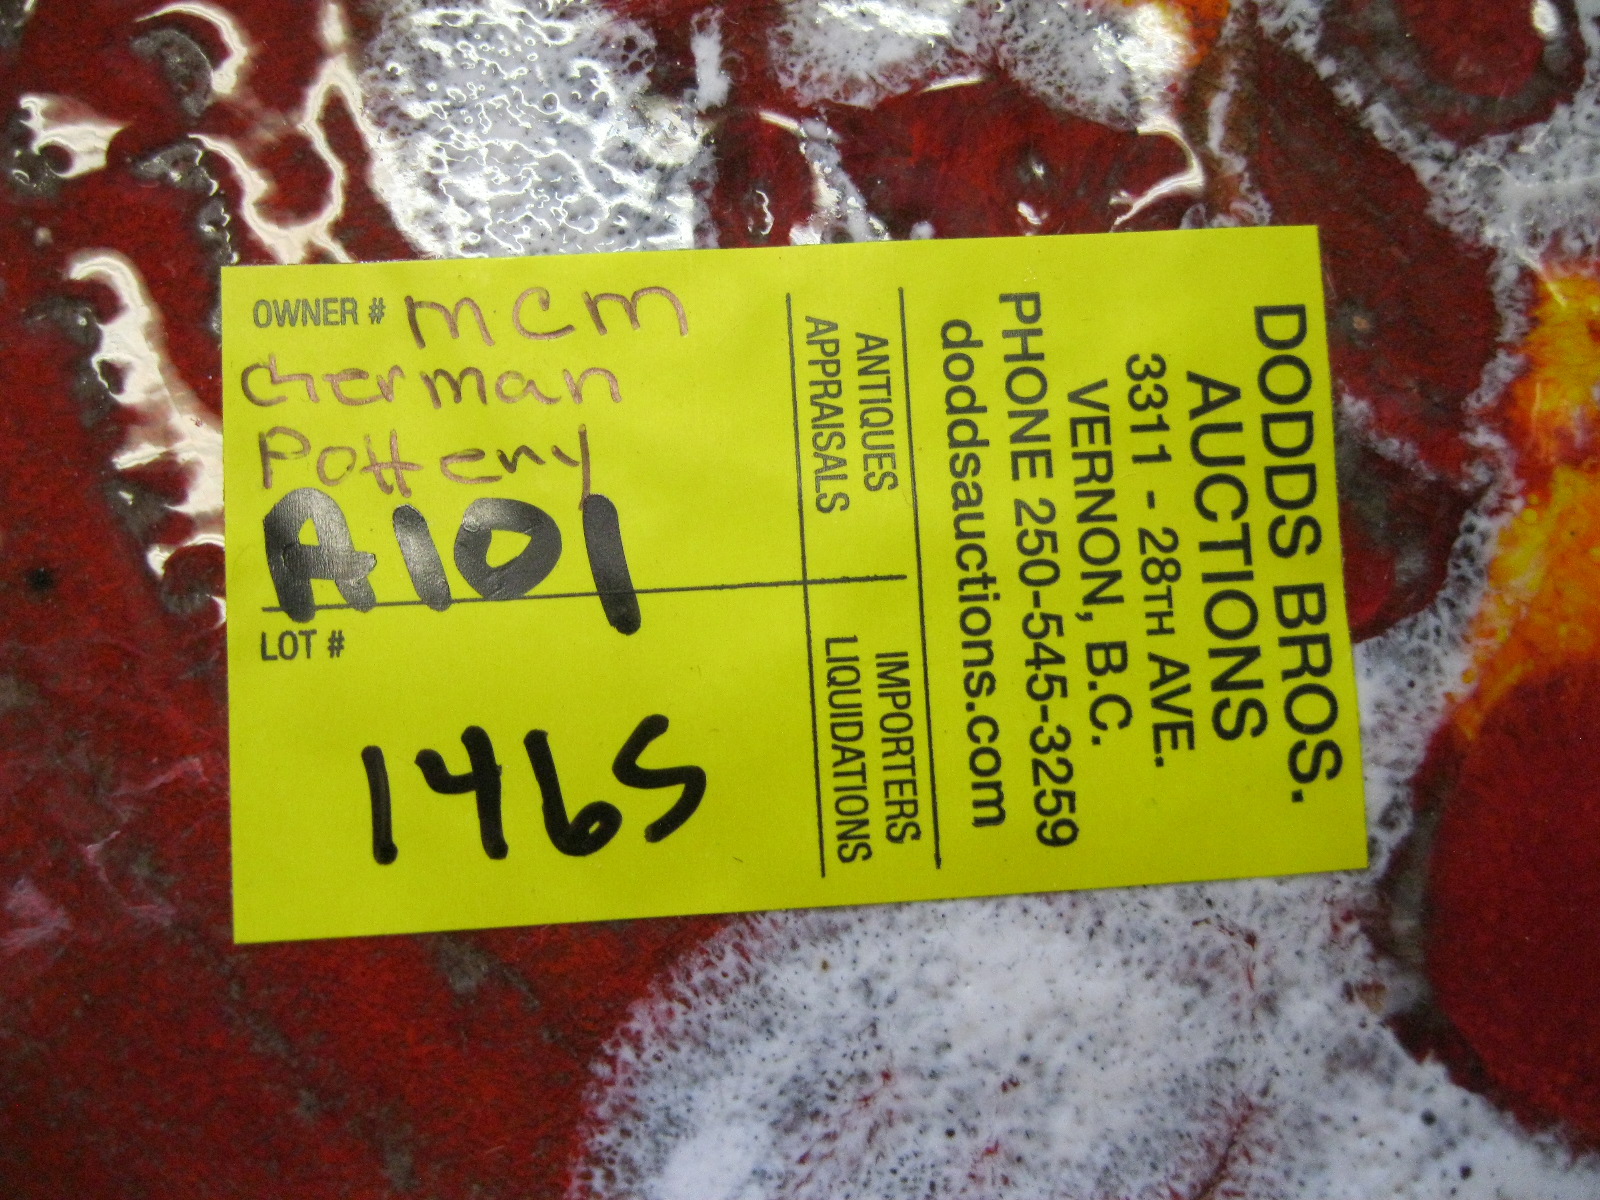 OWNER # mcm
German
Pottery
A101
LOT #
1465
DODDS BROS.
AUCTIONS
3311 - 28TH AVE.
VERNON, B.C.
PHONE 250-545-3259
doddsauctions.com
ANTIQUES IMPORTERS
APPRAISALS LIQUIDATIONS